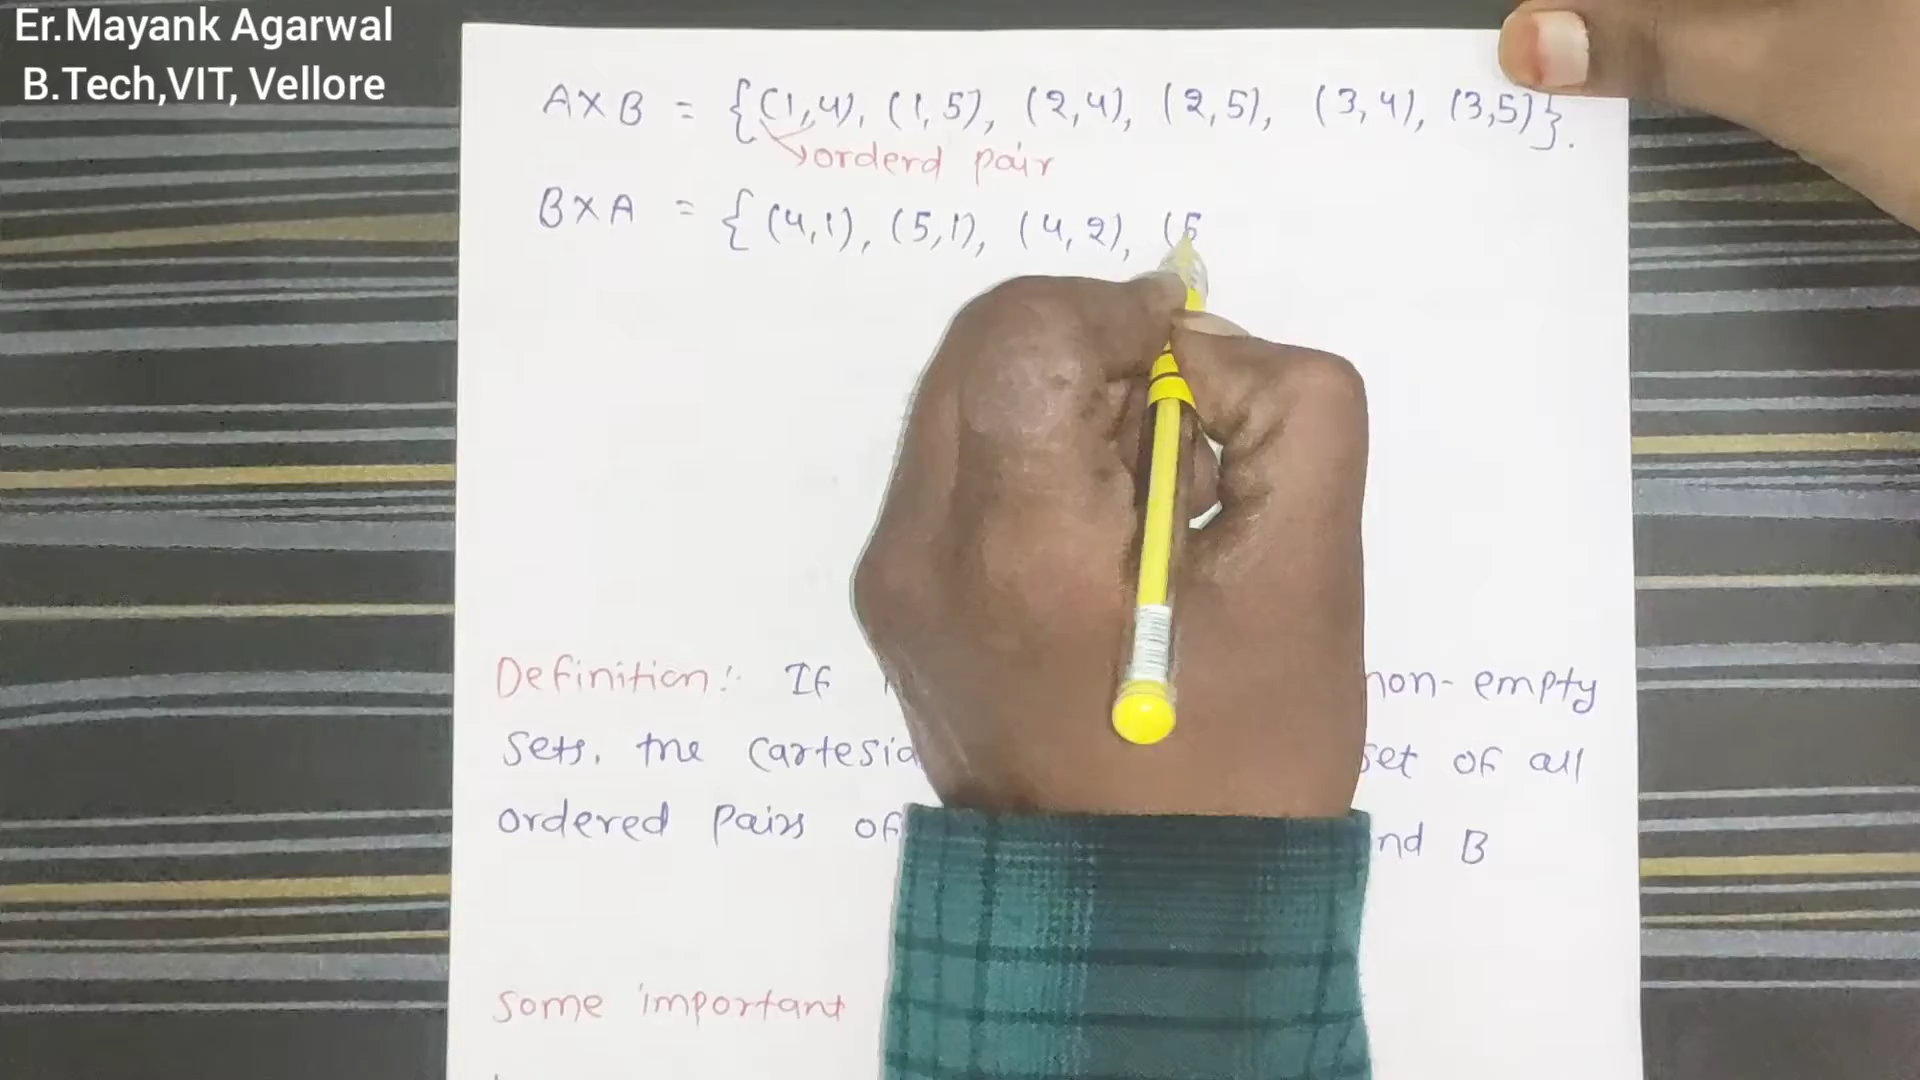 Er.Mayank Agarwal
B.Tech,VIT, Vellore
A×B = {(1,4), (1,5), (2,4), (2,5), (3,4), (3,5)}.
orderd pair
B×A = {(4,1), (5,1), (4,2), (5
Definition:- If non-empty
sets, the cartesia set of all
ordered pairs of nd B
some important